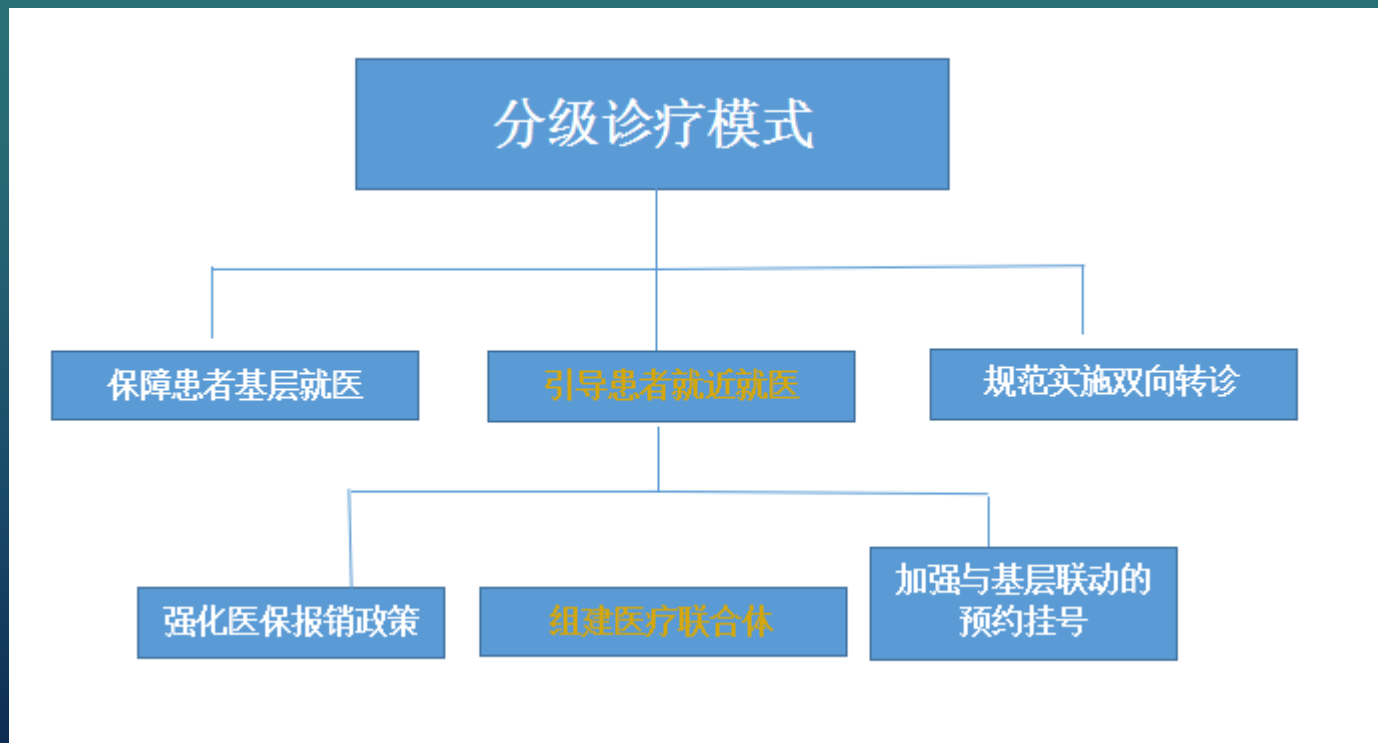 分级诊疗模式
保障患者基层就医
引导患者就近就医
规范实施双向转诊
强化医保报销政策
组建医疗联合体
加强与基层联动的
预约挂号